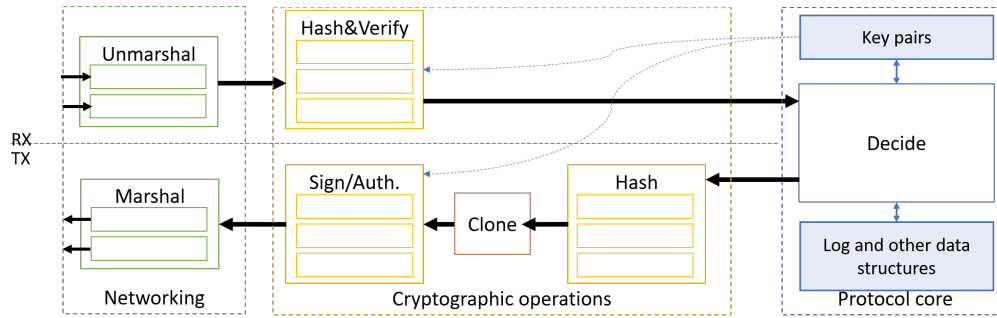 Hash&Verify
Key pairs
Unmarshal
RX
TX
Decide
Sign/Auth.
Hash
Marshal
Clone
Log and other data
structures
Networking
Cryptographic operations
Protocol core